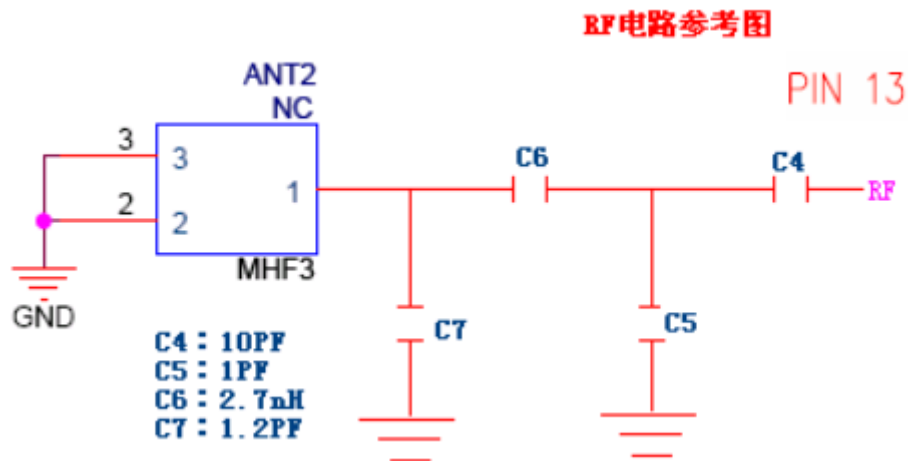 RF电路参考图
PIN 13
ANT2
NC
3
3
2
2
1
MHF3
GND
C6
C4
RF
C7
C5
C4：10PF
C5：1PF
C6：2.7nH
C7：1.2PF